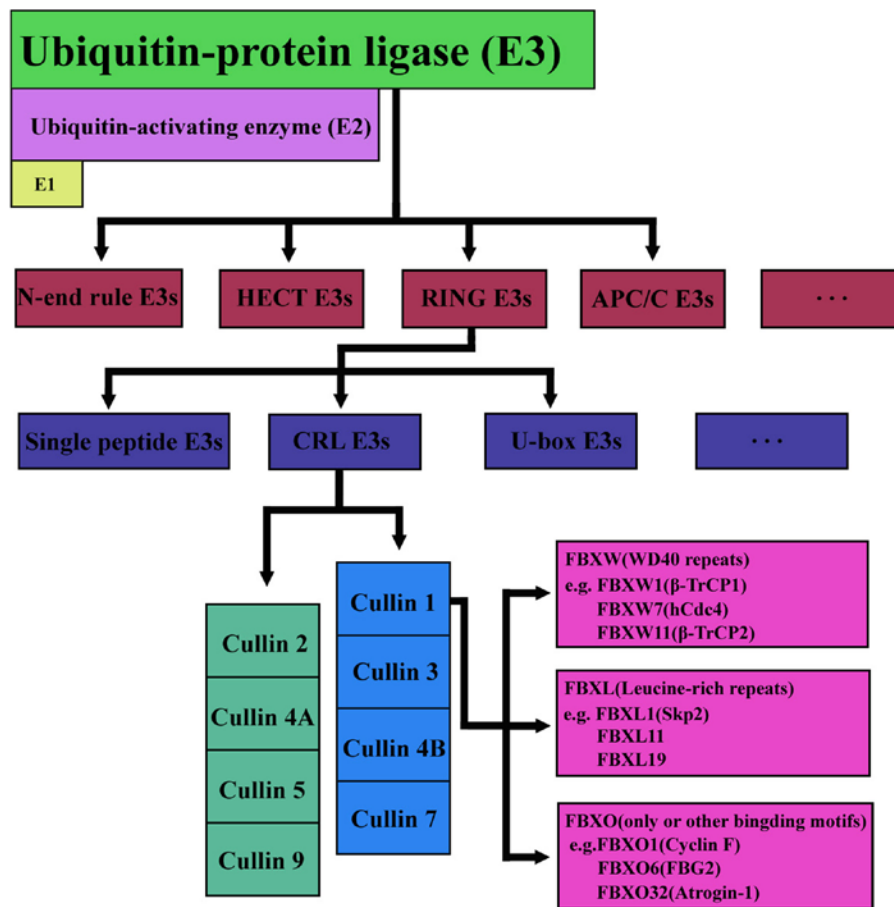 Ubiquitin-protein ligase (E3)
Ubiquitin-activating enzyme (E2)
E1
N-end rule E3s
HECT E3s
RING E3s
APC/C E3s
...
Single peptide E3s
CRL E3s
U-box E3s
...
Cullin 2
Cullin 4A
Cullin 5
Cullin 9
Cullin 1
Cullin 3
Cullin 4B
Cullin 7
FBXW(WD40 repeats)
e.g. FBXW1(β-TrCP1)
FBXW7(hCdc4)
FBXW11(β-TrCP2)
FBXL(Leucine-rich repeats)
e.g. FBXL1(Skp2)
FBXL11
FBXL19
FBXO(only or other bingding motifs)
e.g.FBXO1(Cyclin F)
FBXO6(FBG2)
FBXO32(Atrogin-1)